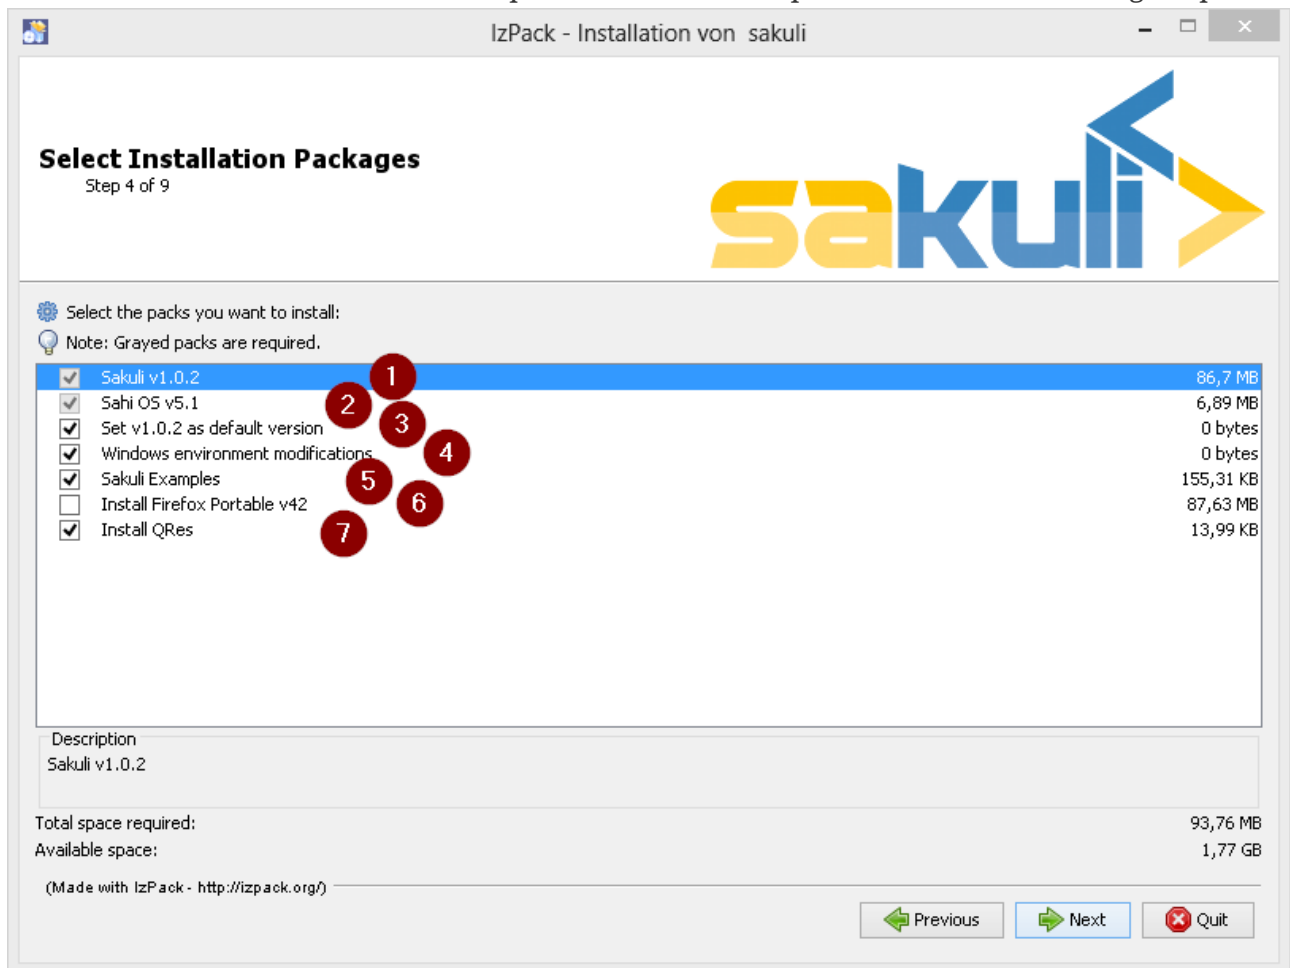 IzPack - Installation von  sakuli
Select Installation Packages
Step 4 of 9
sakuli
Select the packs you want to install:
Note: Grayed packs are required.
Sakuli v1.0.2 1 86,7 MB
Sahi OS v5.1 2 6,89 MB
Set v1.0.2 as default version 3 0 bytes
Windows environment modifications 4 0 bytes
Sakuli Examples 5 155,31 KB
Install Firefox Portable v42 6 87,63 MB
Install QRes 7 13,99 KB
Description
Sakuli v1.0.2
Total space required: 93,76 MB
Available space: 1,77 GB
(Made with IzPack - http://izpack.org/)
Previous Next Quit